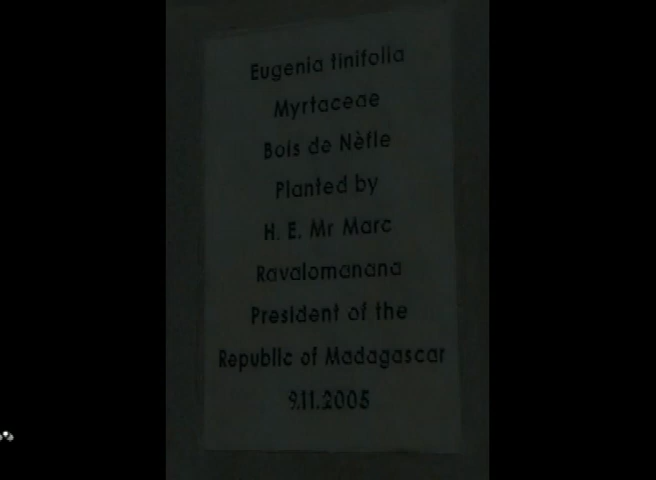 Eugenia tinifolia
Myrtaceae
Bois de Nèfle
Planted by
H. E. Mr Marc
Ravalomanana
President of the
Republic of Madagascar
9.11.2005